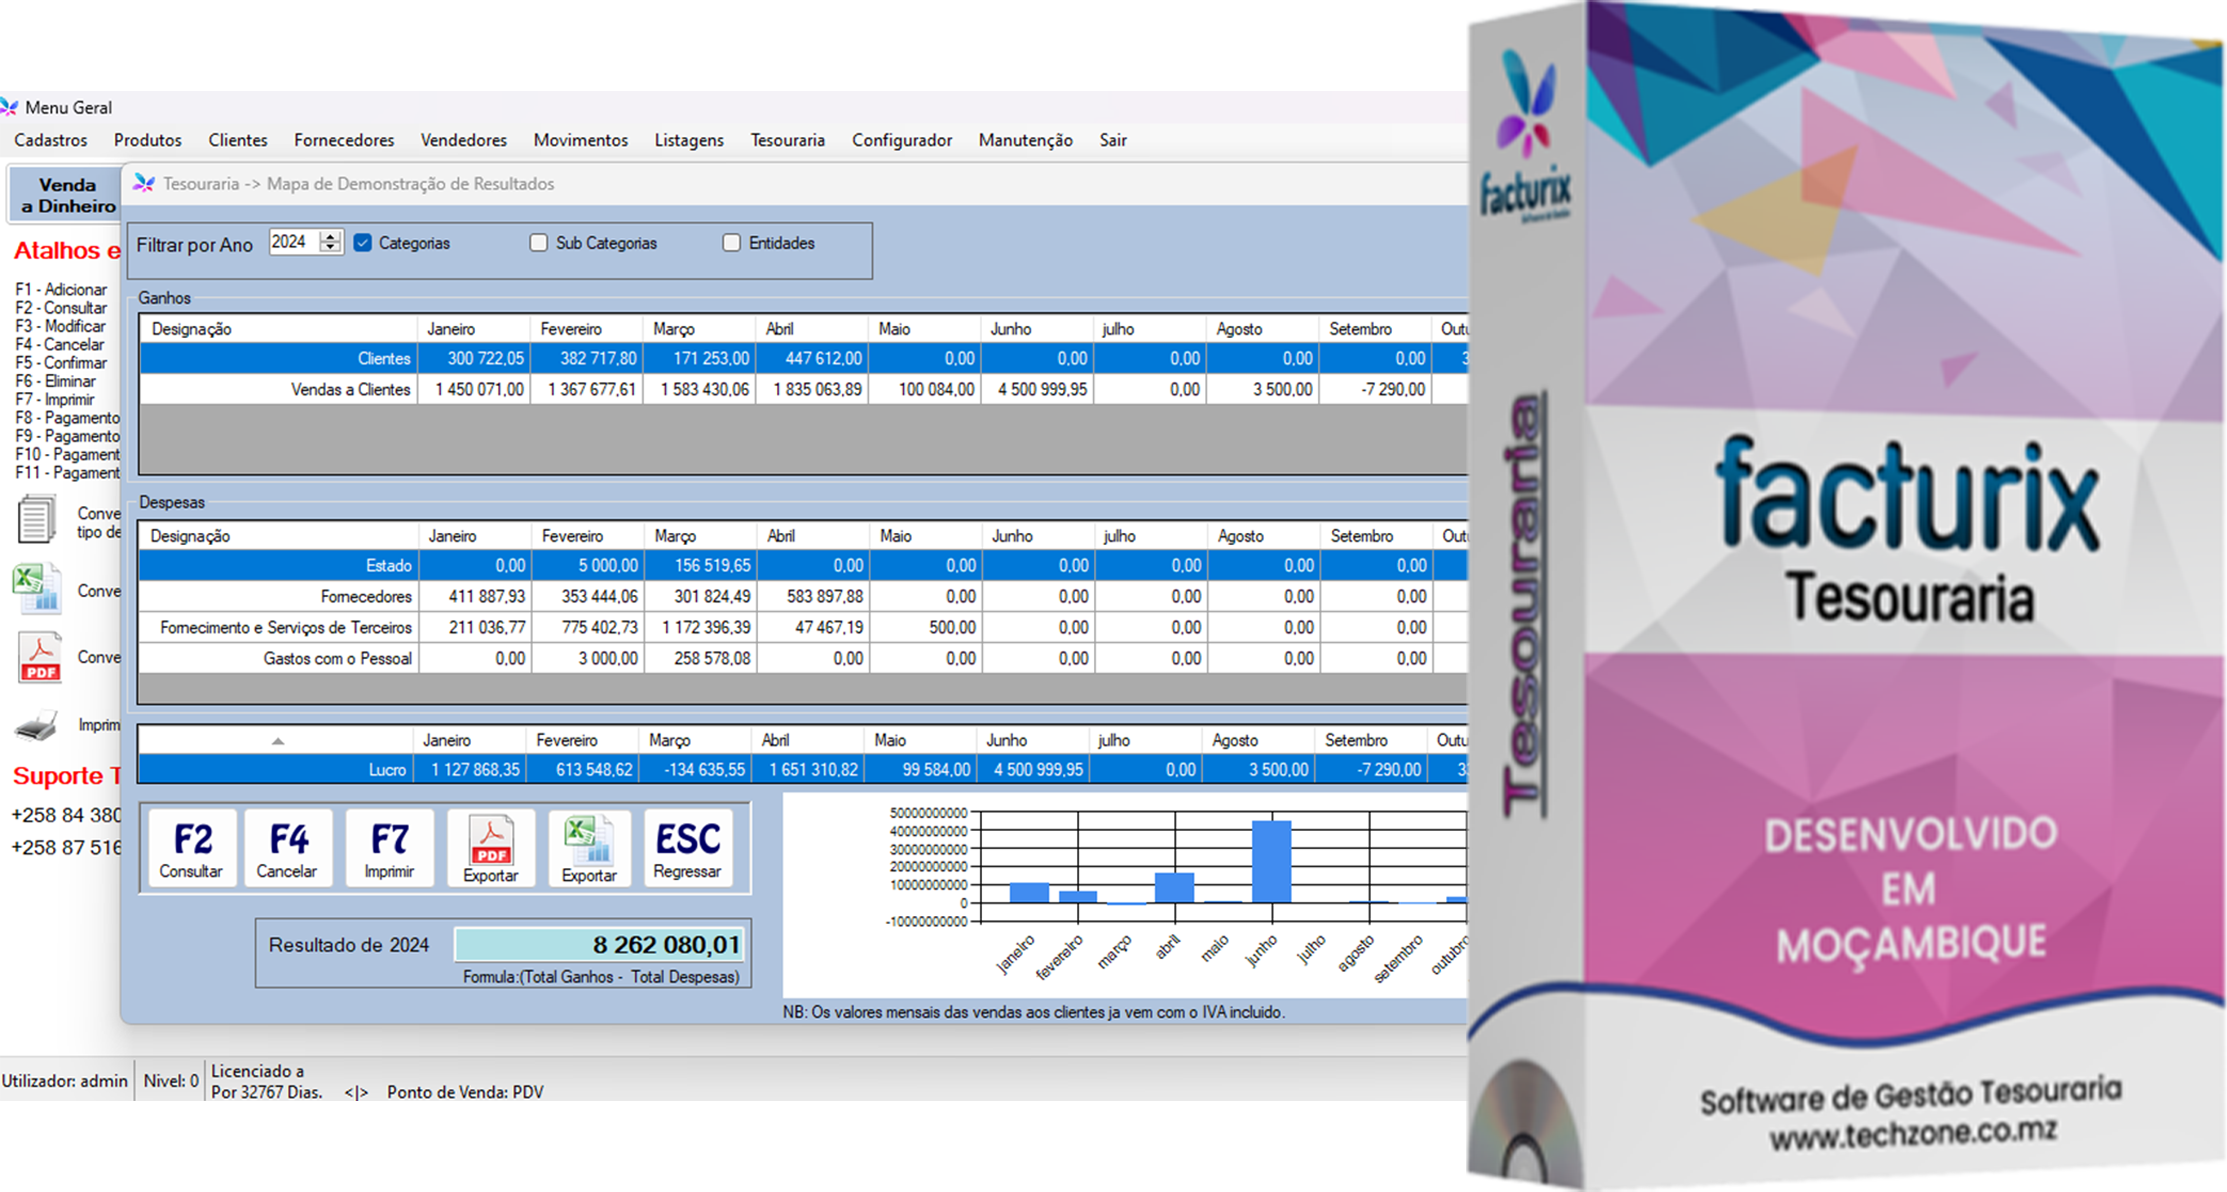 Menu Geral
Cadastros Produtos Clientes Fornecedores Vendedores Movimentos Listagens Tesouraria Configurador Manutenção Sair
Venda
a Dinheiro
Atalhos e
F1 - Adicionar
F2 - Consultar
F3 - Modificar
F4 - Cancelar
F5 - Confirmar
F6 - Eliminar
F7 - Imprimir
F8 - Pagamento
F9 - Pagamento
F10 - Pagament
F11 - Pagament
Conve
tipo de
Conve
PDF
Conve
Imprim
Suporte T
+258 84 380
+258 87 516
Tesouraria -> Mapa de Demonstração de Resultados
Filtrar por Ano 2024 Categorias Sub Categorias Entidades
Ganhos
Designação Janeiro Fevereiro Março Abril Maio Junho julho Agosto Setembro Outu
Clientes 300 722,05 382 717,80 171 253,00 447 612,00 0,00 0,00 0,00 0,00 0,00 3
Vendas a Clientes 1 450 071,00 1 367 677,61 1 583 430,06 1 835 063,89 100 084,00 4 500 999,95 0,00 3 500,00 -7 290,00
Despesas
Designação Janeiro Fevereiro Março Abril Maio Junho julho Agosto Setembro Out
Estado 0,00 5 000,00 156 519,65 0,00 0,00 0,00 0,00 0,00 0,00
Fornecedores 411 887,93 353 444,06 301 824,49 583 897,88 0,00 0,00 0,00 0,00 0,00
Fornecimento e Serviços de Terceiros 211 036,77 775 402,73 1 172 396,39 47 467,19 500,00 0,00 0,00 0,00 0,00
Gastos com o Pessoal 0,00 3 000,00 258 578,08 0,00 0,00 0,00 0,00 0,00 0,00
Janeiro Fevereiro Março Abril Maio Junho julho Agosto Setembro Outu
Lucro 1 127 868,35 613 548,62 -134 635,55 1 651 310,82 99 584,00 4 500 999,95 0,00 3 500,00 -7 290,00 3
F2 F4 F7 PDF ESC
Consultar Cancelar Imprimir Exportar Exportar Regressar
Resultado de 2024 8 262 080,01
Formula:(Total Ganhos - Total Despesas)
50000000000
40000000000
30000000000
20000000000
10000000000
0
-10000000000
janeiro fevereiro março abril maio junho julho agosto setembro outubro
NB: Os valores mensais das vendas aos clientes ja vem com o IVA incluido.
Utilizador: admin Nivel: 0 Licenciado a
Por 32767 Dias. <|> Ponto de Venda: PDV
facturix
Tesouraria
facturix
Tesouraria
DESENVOLVIDO
EM
MOÇAMBIQUE
Software de Gestão Tesouraria
www.techzone.co.mz